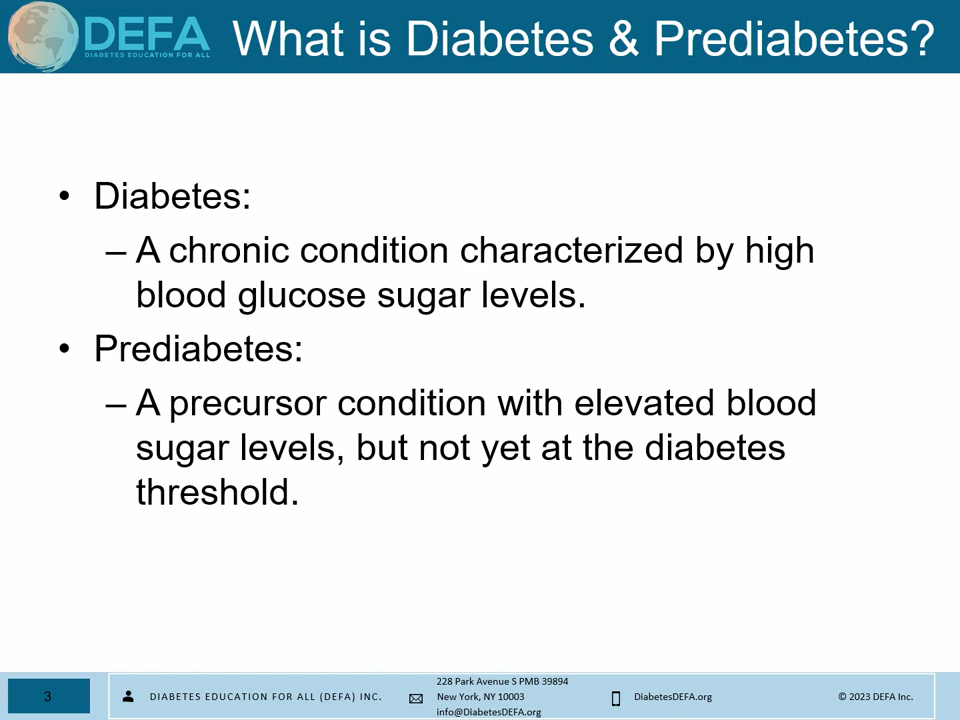 DEFA
DIABETES EDUCATION FOR ALL
What is Diabetes & Prediabetes?
• Diabetes:
– A chronic condition characterized by high
blood glucose sugar levels.
• Prediabetes:
– A precursor condition with elevated blood
sugar levels, but not yet at the diabetes
threshold.
3
DIABETES EDUCATION FOR ALL (DEFA) INC.
228 Park Avenue S PMB 39894
New York, NY 10003
info@DiabetesDEFA.org
DiabetesDEFA.org
© 2023 DEFA Inc.